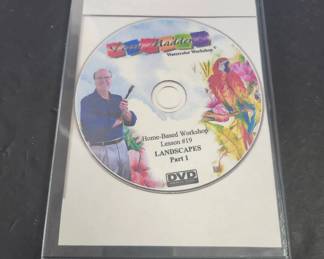 Watercolor Workshop
Home-Based Workshop
Lesson #19
LANDSCAPES
Part 1
DVD